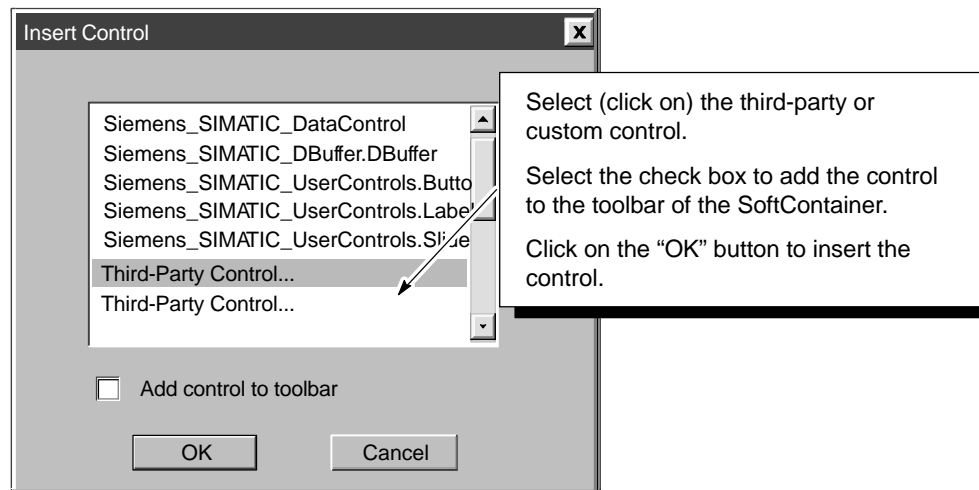 Insert Control
Siemens_SIMATIC_DataControl
Siemens_SIMATIC_DBuffer.DBuffer
Siemens_SIMATIC_UserControls.Butto
Siemens_SIMATIC_UserControls.Label
Siemens_SIMATIC_UserControls.Slide
Third-Party Control...
Third-Party Control...
Add control to toolbar
OK
Cancel
Select (click on) the third-party or
custom control.
Select the check box to add the control
to the toolbar of the SoftContainer.
Click on the “OK” button to insert the
control.